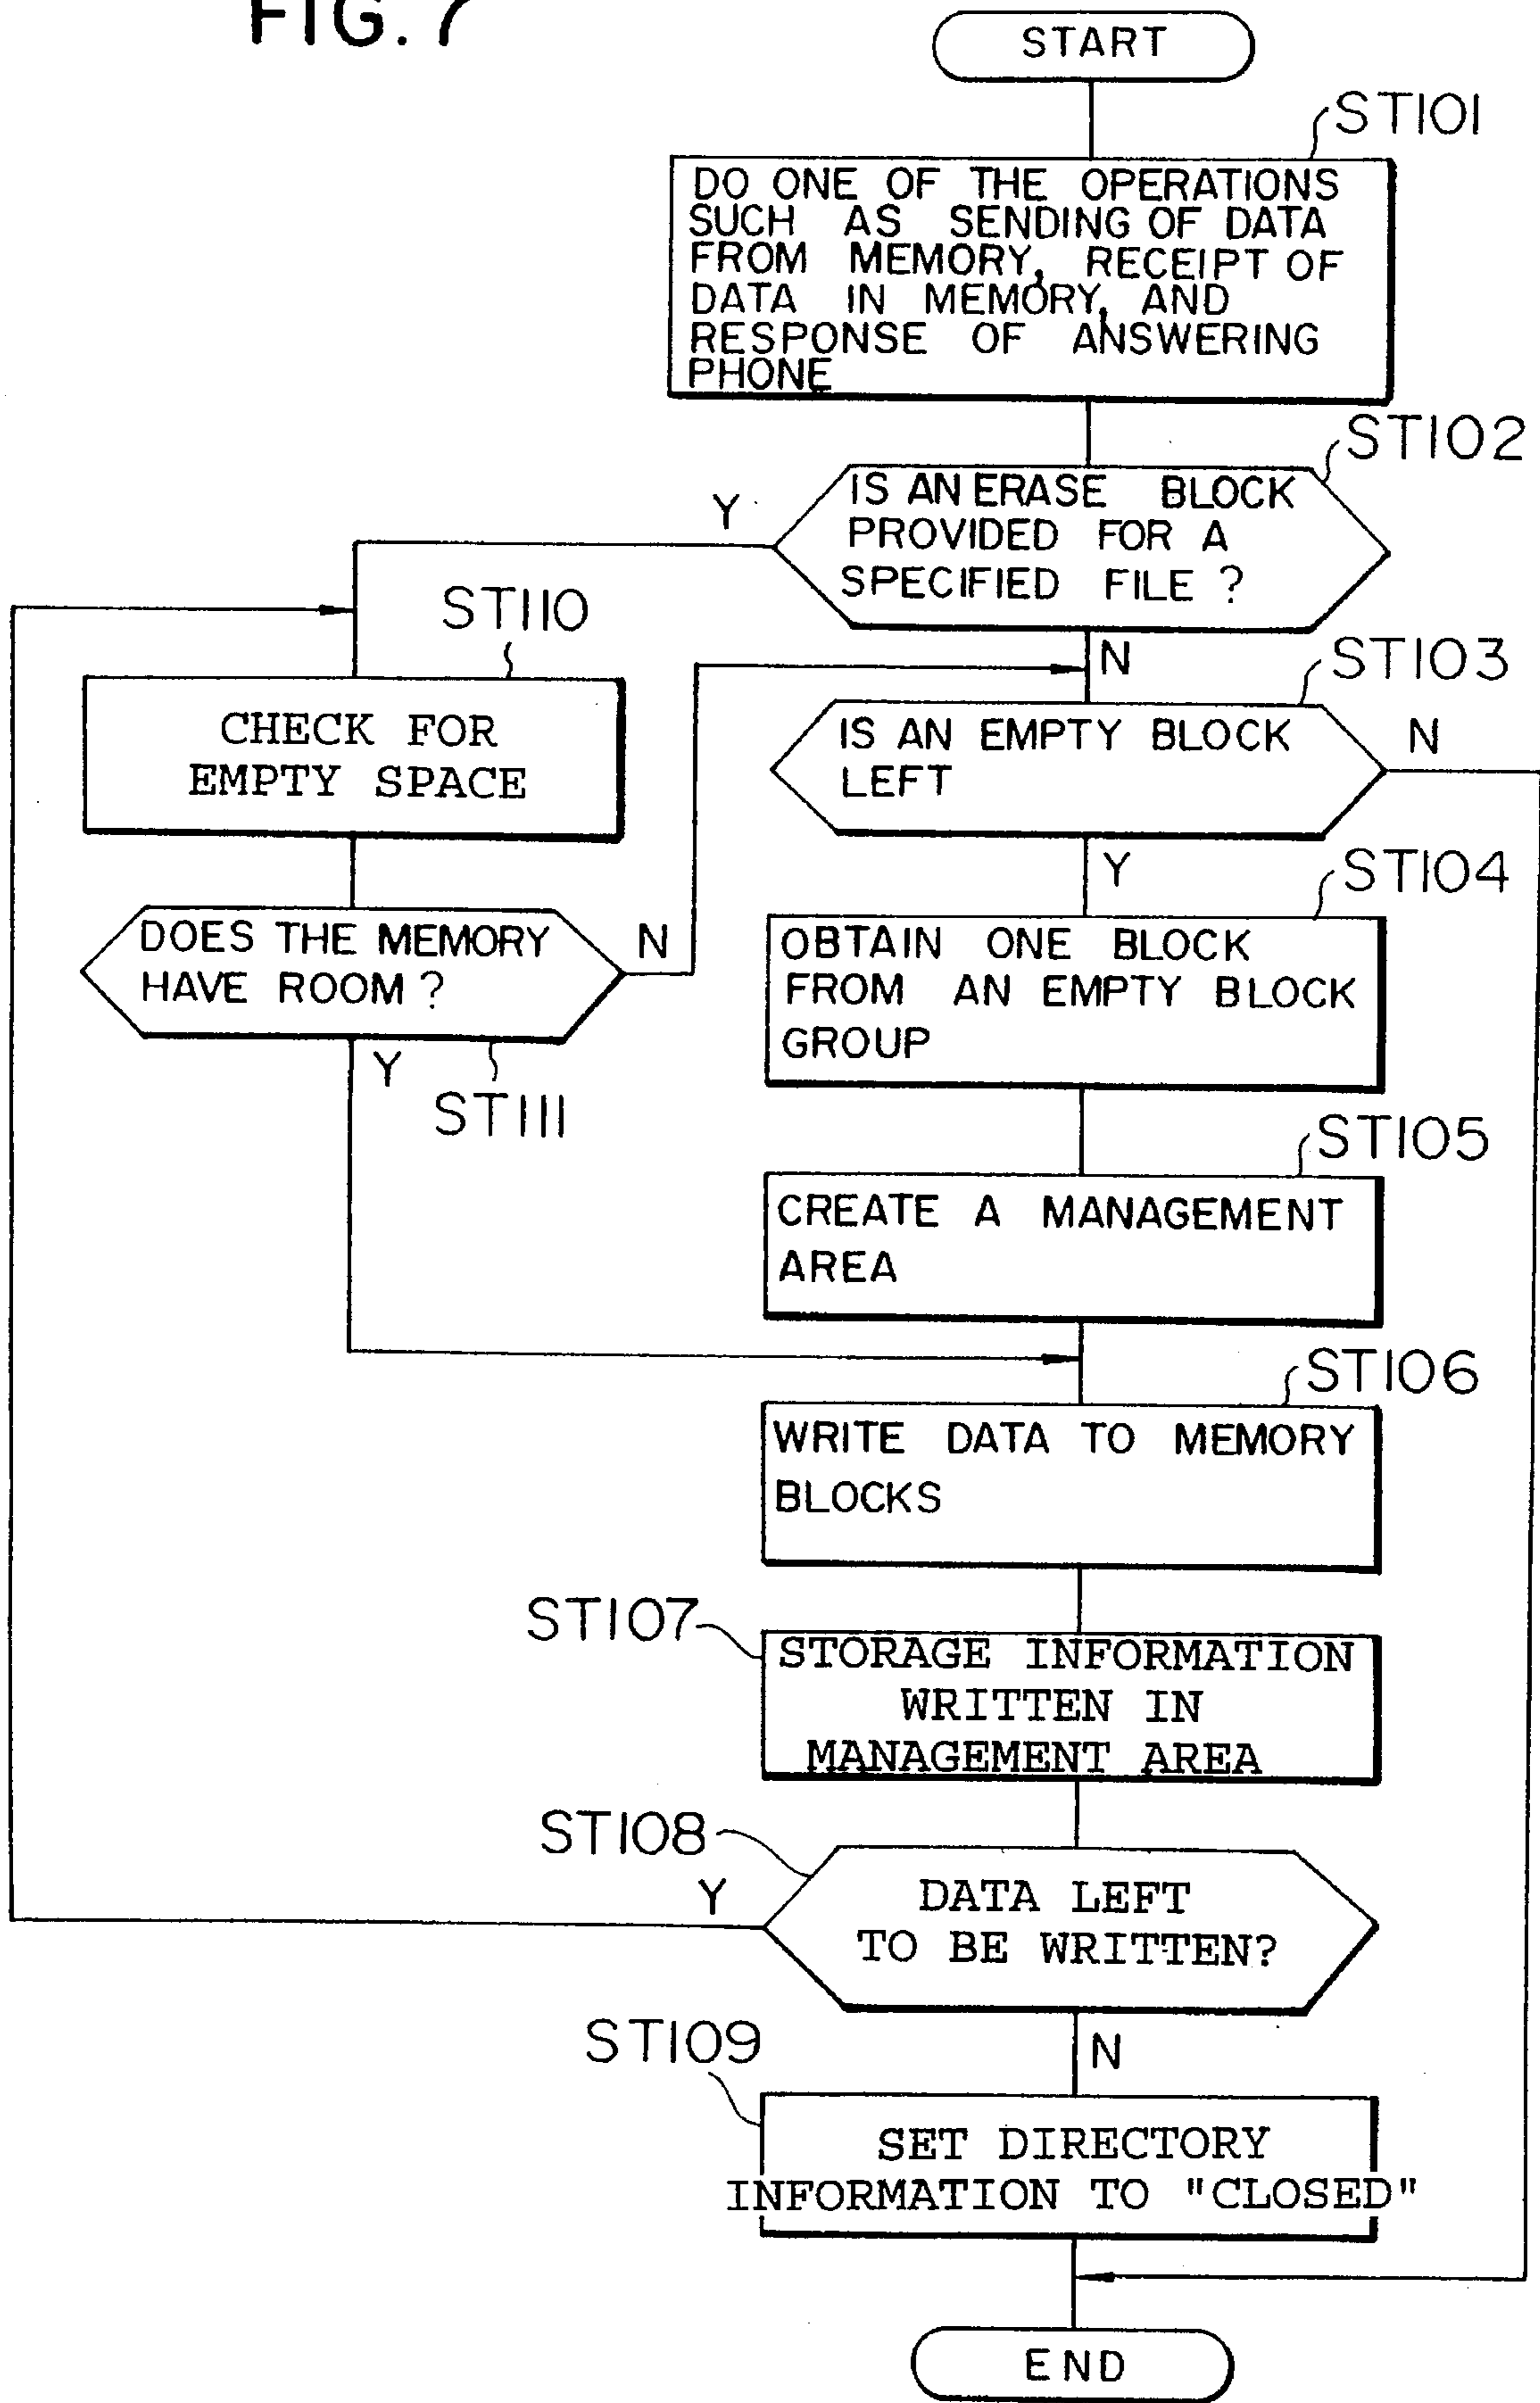 FIG. 7
START
ST101
DO ONE OF THE OPERATIONS
SUCH AS SENDING OF DATA
FROM MEMORY, RECEIPT OF
DATA IN MEMORY, AND
RESPONSE OF ANSWERING
PHONE
ST102
IS AN ERASE BLOCK
PROVIDED FOR A
SPECIFIED FILE ?
Y
N
ST110
CHECK FOR
EMPTY SPACE
ST103
IS AN EMPTY BLOCK
LEFT
N
Y
DOES THE MEMORY
HAVE ROOM ?
N
Y
ST111
ST104
OBTAIN ONE BLOCK
FROM AN EMPTY BLOCK
GROUP
ST105
CREATE A MANAGEMENT
AREA
ST106
WRITE DATA TO MEMORY
BLOCKS
ST107
STORAGE INFORMATION
WRITTEN IN
MANAGEMENT AREA
ST108
Y
DATA LEFT
TO BE WRITTEN?
N
ST109
SET DIRECTORY
INFORMATION TO "CLOSED"
END